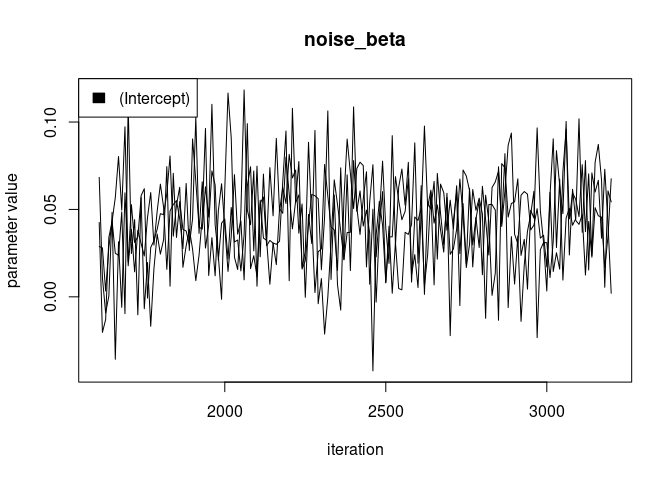 noise_beta
(Intercept)
parameter value
0.10
0.05
0.00
2000
2500
3000
iteration